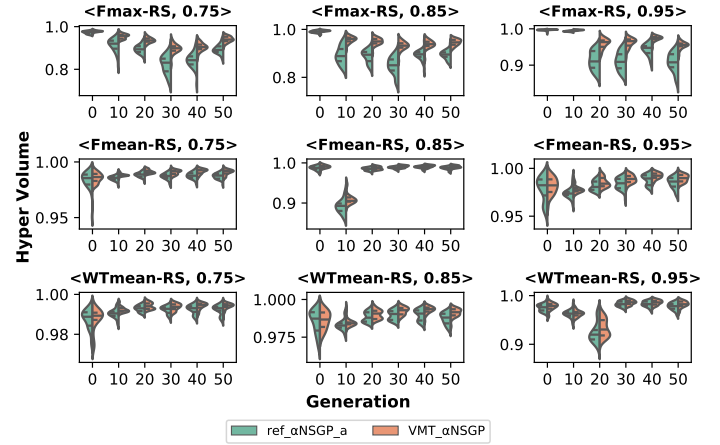 <Fmax-RS, 0.75> <Fmax-RS, 0.85> <Fmax-RS, 0.95>
1.0 1.0 1.0
0.8 0.8 0.9
0 10 20 30 40 50 0 10 20 30 40 50 0 10 20 30 40 50
<Fmean-RS, 0.75> <Fmean-RS, 0.85> <Fmean-RS, 0.95>
1.00 1.0 1.00
0.95 0.9 0.95
0 10 20 30 40 50 0 10 20 30 40 50 0 10 20 30 40 50
Hyper Volume
<WTmean-RS, 0.75> <WTmean-RS, 0.85> <WTmean-RS, 0.95>
1.00 1.000 1.0
0.98 0.975 0.9
0 10 20 30 40 50 0 10 20 30 40 50 0 10 20 30 40 50
Generation
ref_αNSGP_a VMT_αNSGP